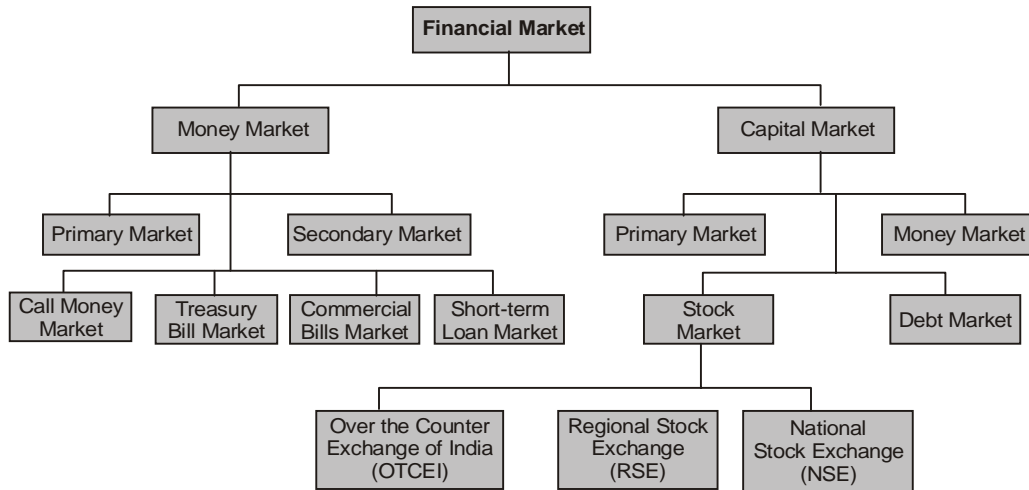 Financial Market
Money Market
Capital Market
Primary Market
Secondary Market
Primary Market
Money Market
Call Money
Market
Treasury
Bill Market
Commercial
Bills Market
Short-term
Loan Market
Stock
Market
Debt Market
Over the Counter
Exchange of India
(OTCEI)
Regional Stock
Exchange
(RSE)
National
Stock Exchange
(NSE)